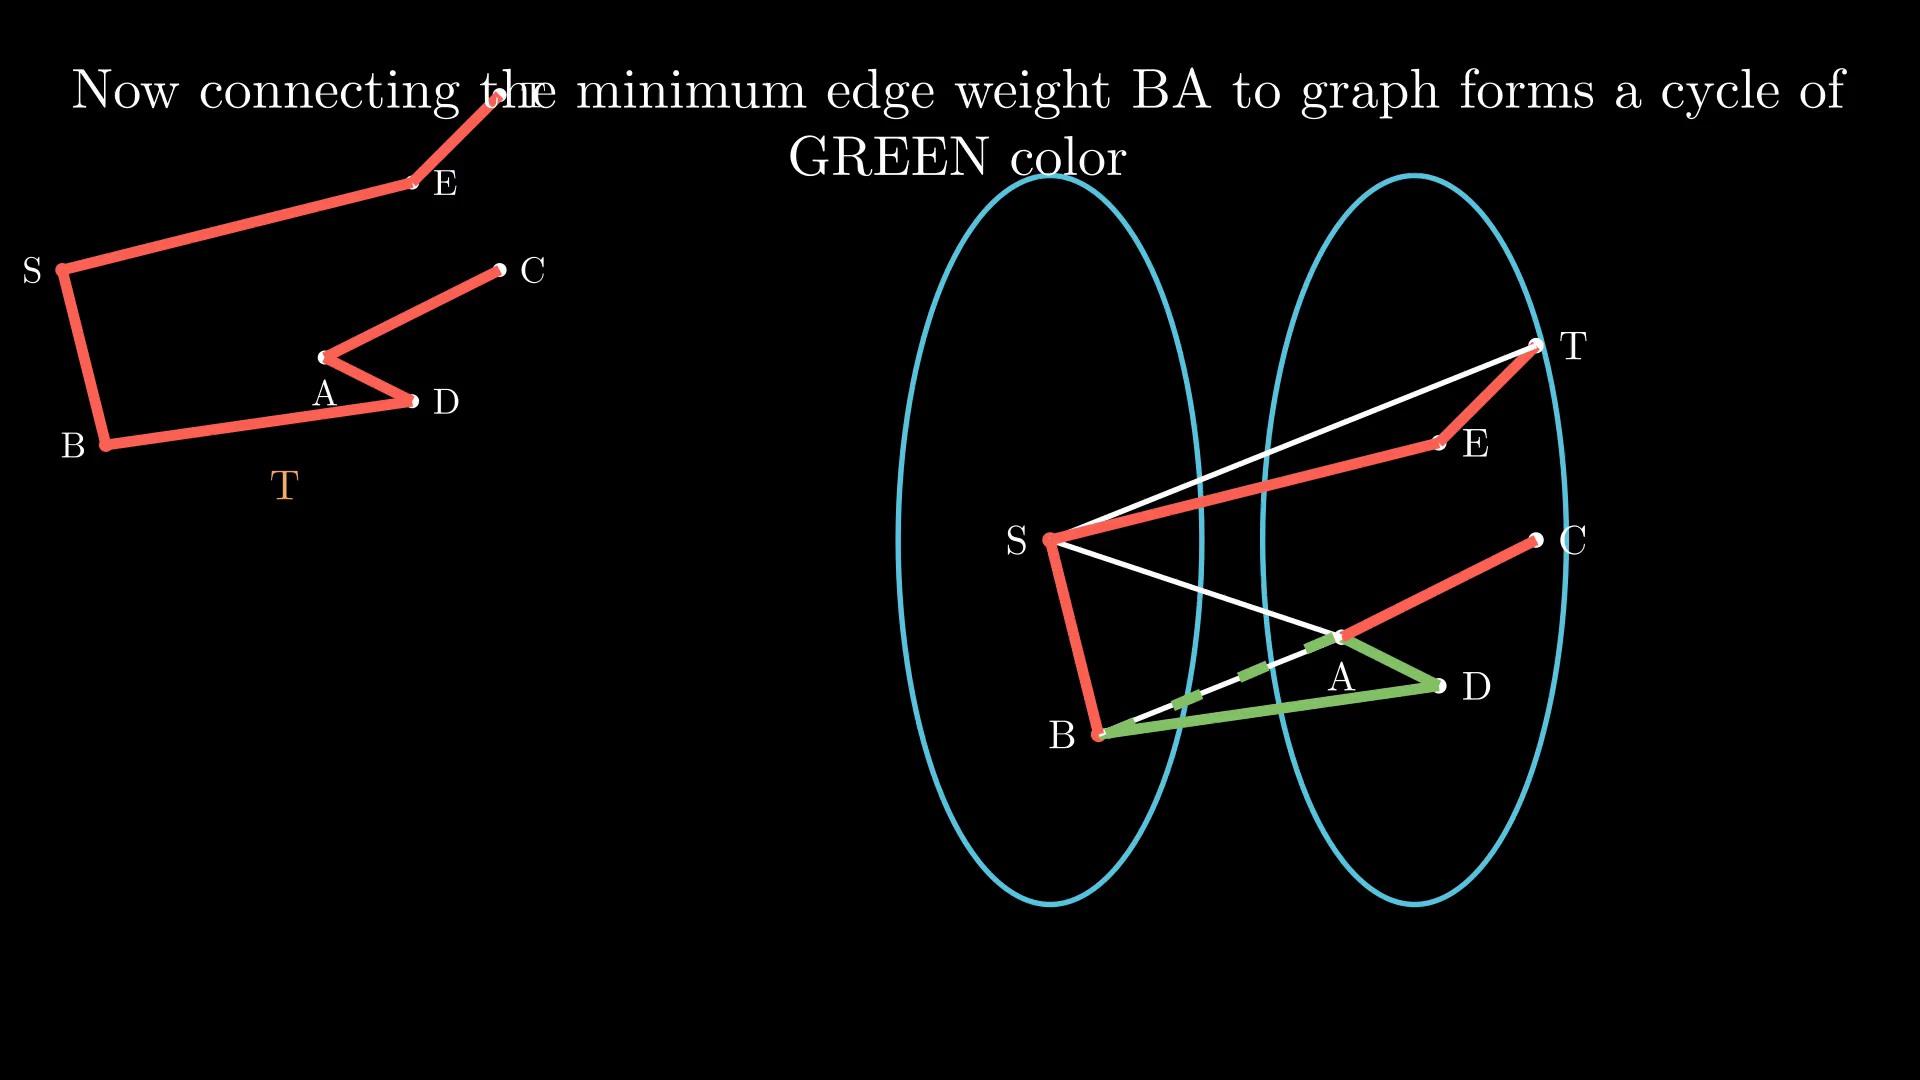 Now connecting the minimum edge weight BA to graph forms a cycle of
GREEN color
T
E
S
C
A
D
B
T
T
E
S
C
A
D
B